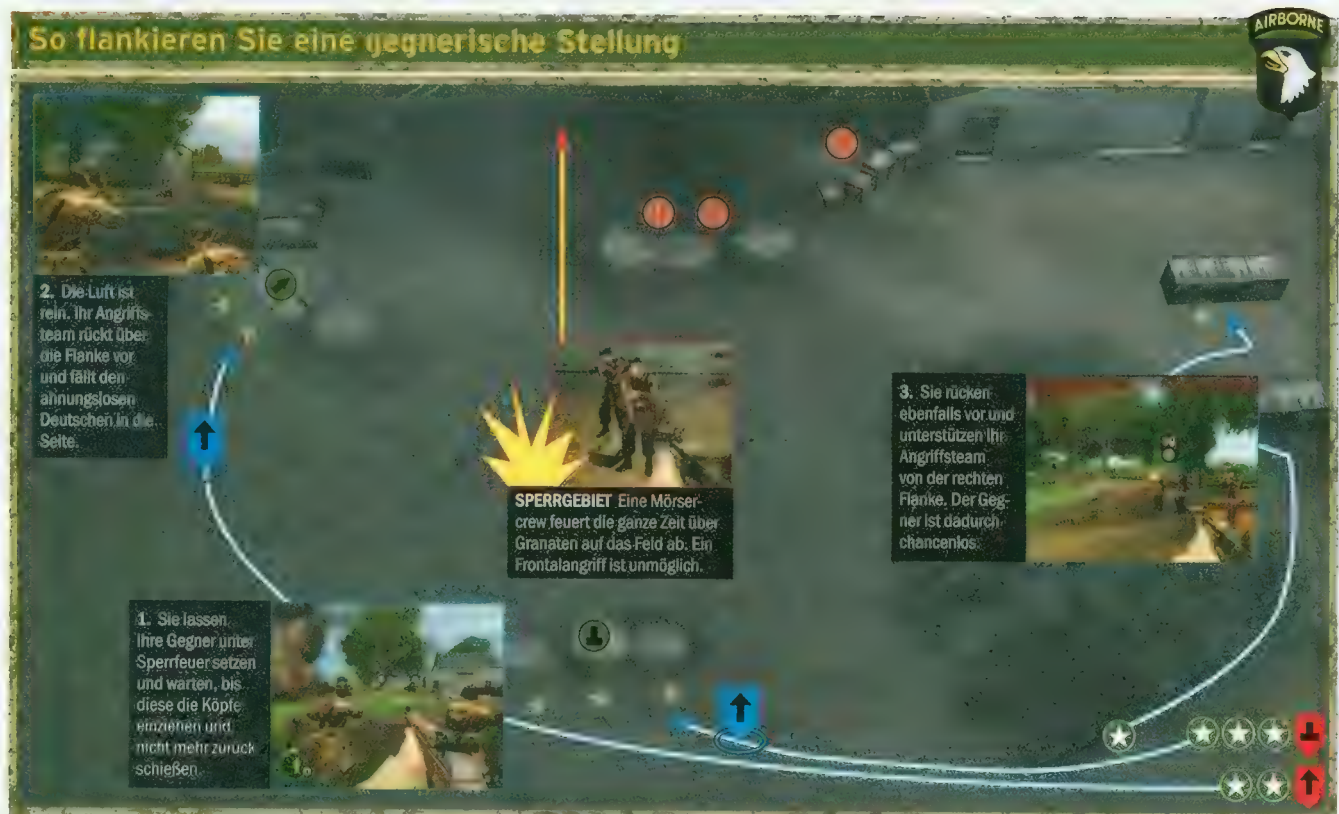 So flankieren Sie eine gegnerische Stellung
AIRBORNE
2. Die Luft ist
rein. Ihr Angriffs-
team rückt über
die Flanke vor
und fällt den
ahnungslosen
Deutschen in die
Seite.
SPERRGEBIET Eine Mörser-
crew feuert die ganze Zeit über
Granaten auf das Feld ab. Ein
Frontalangriff ist unmöglich.
3. Sie rücken
ebenfalls vor und
unterstützen Ihr
Angriffsteam
von der rechten
Flanke. Der Geg-
ner ist dadurch
chancenlos.
1. Sie lassen
Ihre Gegner unter
Sperrfeuer setzen
und warten, bis
diese die Köpfe
einziehen und
nicht mehr zurück
schießen.